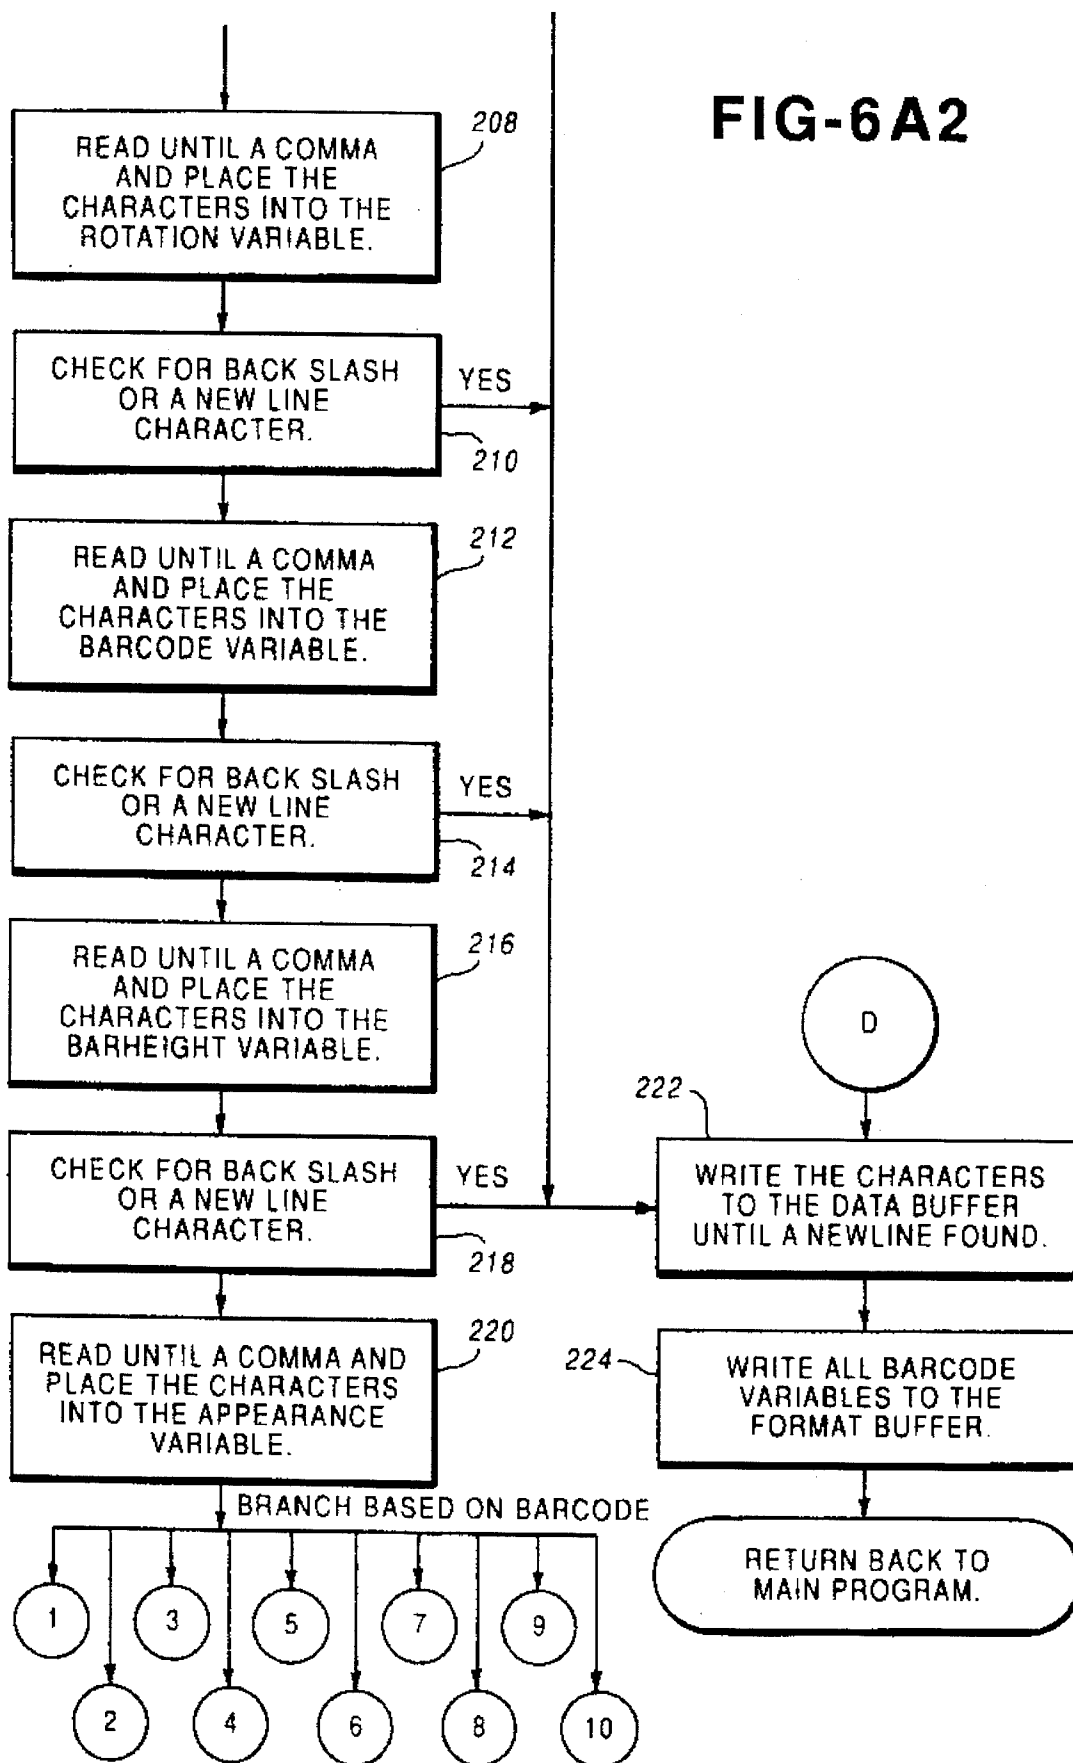 FIG-6A2
208
READ UNTIL A COMMA
AND PLACE THE
CHARACTERS INTO THE
ROTATION VARIABLE.
CHECK FOR BACK SLASH
OR A NEW LINE
CHARACTER.
YES
210
212
READ UNTIL A COMMA
AND PLACE THE
CHARACTERS INTO THE
BARCODE VARIABLE.
CHECK FOR BACK SLASH
OR A NEW LINE
CHARACTER.
YES
214
216
READ UNTIL A COMMA
AND PLACE THE
CHARACTERS INTO THE
BARHEIGHT VARIABLE.
CHECK FOR BACK SLASH
OR A NEW LINE
CHARACTER.
YES
218
220
READ UNTIL A COMMA AND
PLACE THE CHARACTERS
INTO THE APPEARANCE
VARIABLE.
BRANCH BASED ON BARCODE
1
3
5
7
9
2
4
6
8
10
D
222
WRITE THE CHARACTERS
TO THE DATA BUFFER
UNTIL A NEWLINE FOUND.
224
WRITE ALL BARCODE
VARIABLES TO THE
FORMAT BUFFER.
RETURN BACK TO
MAIN PROGRAM.